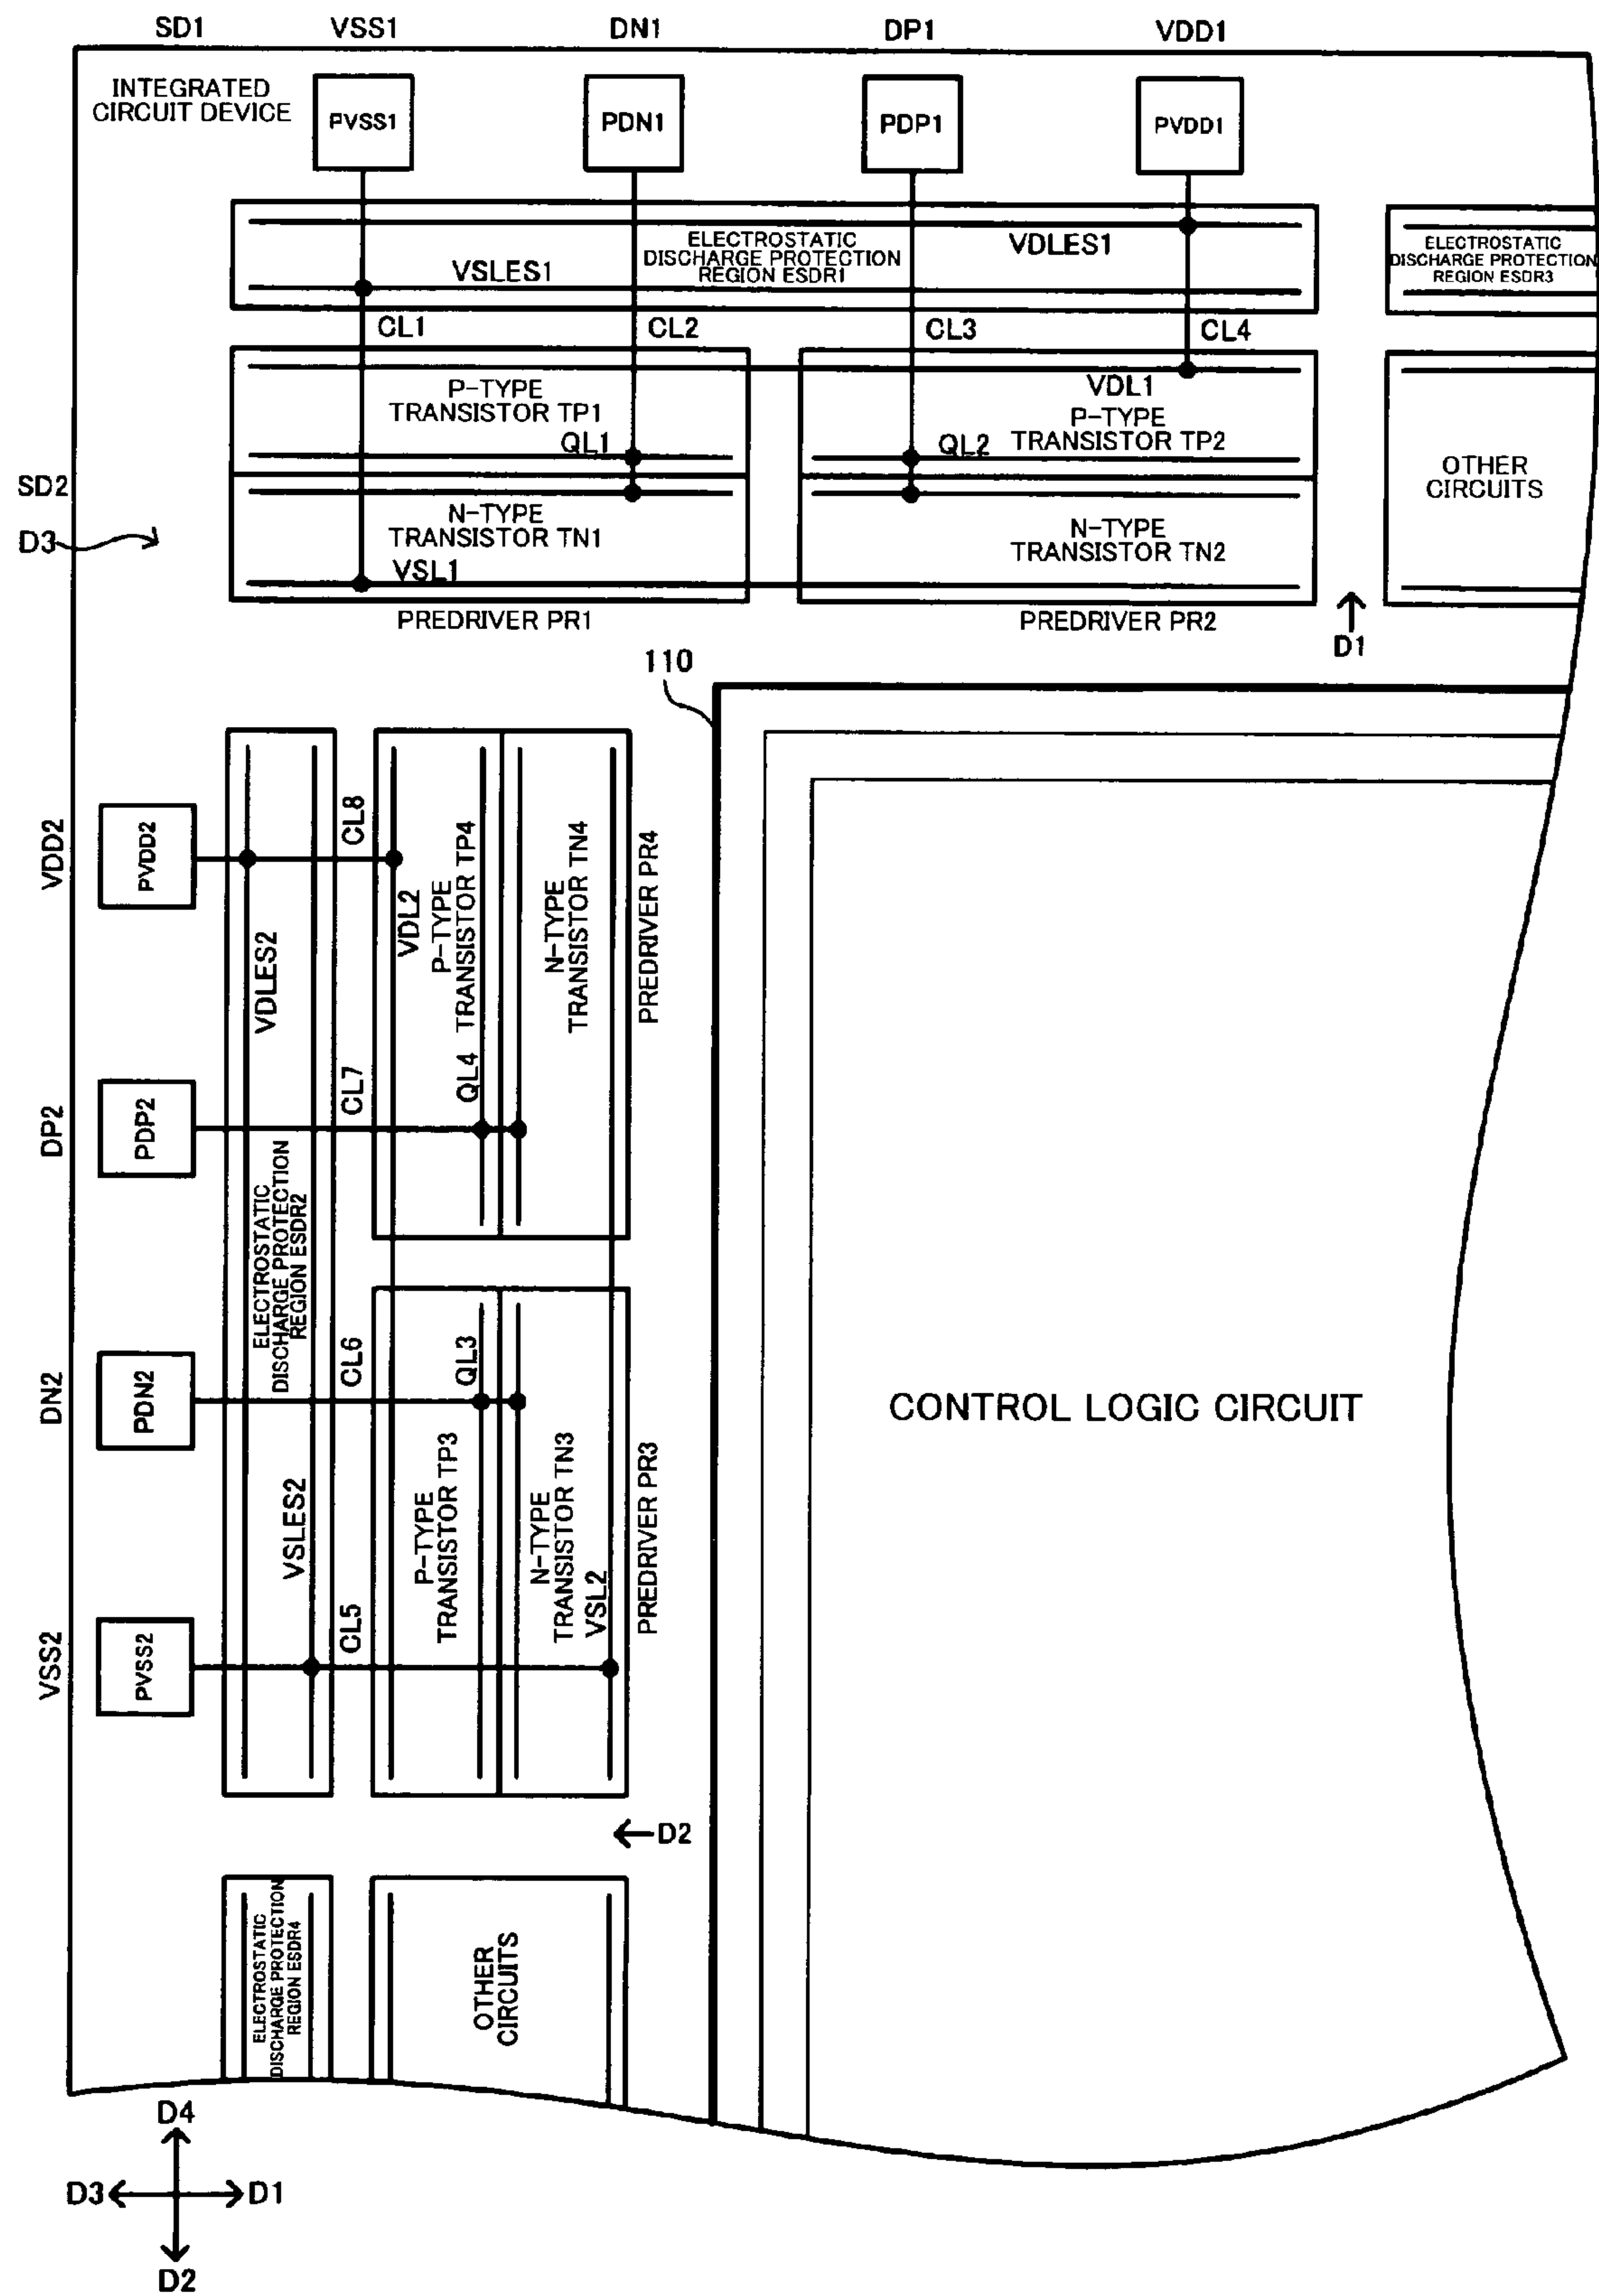 SD1
VSS1
DN1
DP1
VDD1
INTEGRATED
CIRCUIT DEVICE
PVSS1
PDN1
PDP1
PVDD1
ELECTROSTATIC
DISCHARGE PROTECTION
REGION ESDR1
VSLES1
VDLES1
ELECTROSTATIC
DISCHARGE PROTECTION
REGION ESDR3
CL1
CL2
CL3
CL4
P-TYPE
TRANSISTOR TP1
QL1
VDL1
P-TYPE
TRANSISTOR TP2
QL2
SD2
D3
N-TYPE
TRANSISTOR TN1
VSL1
N-TYPE
TRANSISTOR TN2
OTHER
CIRCUITS
PREDRIVER PR1
PREDRIVER PR2
D1
110
VDD2
PVDD2
CL8
VDLES2
VDL2
P-TYPE
TRANSISTOR TP4
N-TYPE
TRANSISTOR TN4
PREDRIVER PR4
DP2
PDP2
CL7
QL4
ELECTROSTATIC
DISCHARGE PROTECTION
REGION ESDR2
DN2
PDN2
CL6
QL3
CONTROL LOGIC CIRCUIT
VSLES2
P-TYPE
TRANSISTOR TP3
N-TYPE
TRANSISTOR TN3
VSL2
PREDRIVER PR3
VSS2
PVSS2
CL5
D2
ELECTROSTATIC
DISCHARGE PROTECTION
REGION ESDR4
OTHER
CIRCUITS
D4
D3
D1
D2